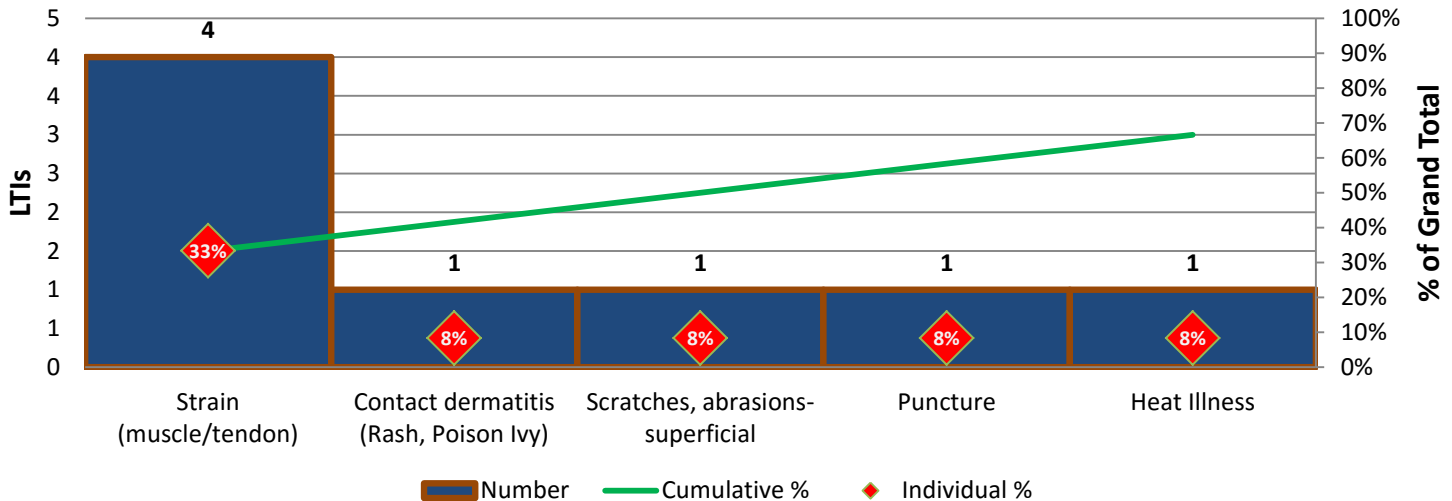 LTIs
5
4
4
3
3
2
2
1
1
0
4
1
1
1
1
33%
8%
8%
8%
8%
100%
90%
80%
70%
60%
50%
40%
30%
20%
10%
0%
% of Grand Total
Strain
(muscle/tendon)
Contact dermatitis
(Rash, Poison Ivy)
Scratches, abrasions-
superficial
Puncture
Heat Illness
Number
Cumulative %
Individual %